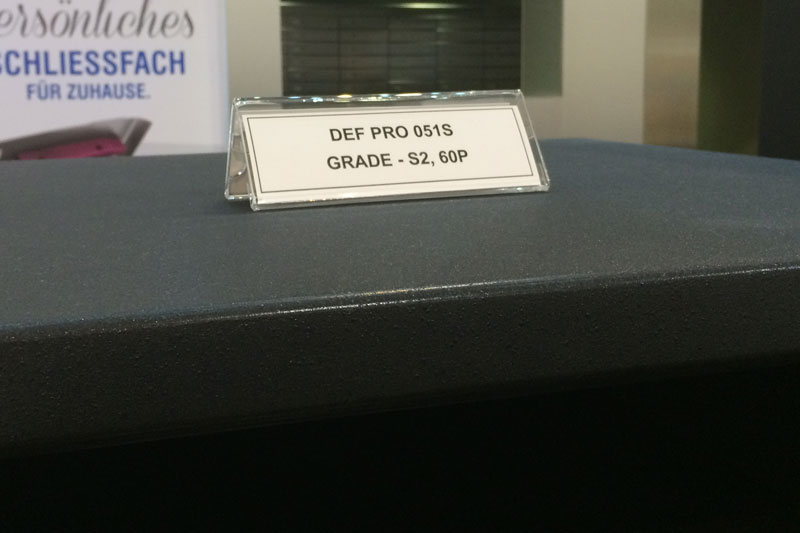 SCHLIESSFACH
FÜR ZUHAUSE.
DEF PRO 051S
GRADE - S2, 60P